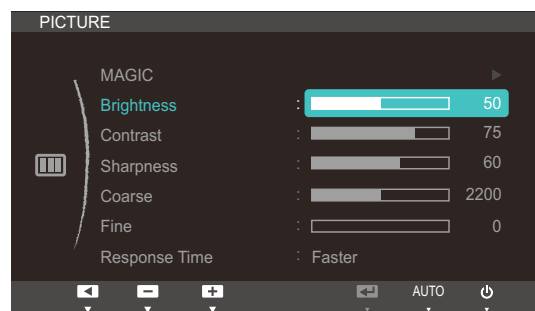 PICTURE
MAGIC
Brightness : 50
Contrast : 75
Sharpness : 60
Coarse : 2200
Fine : 0
Response Time : Faster
AUTO